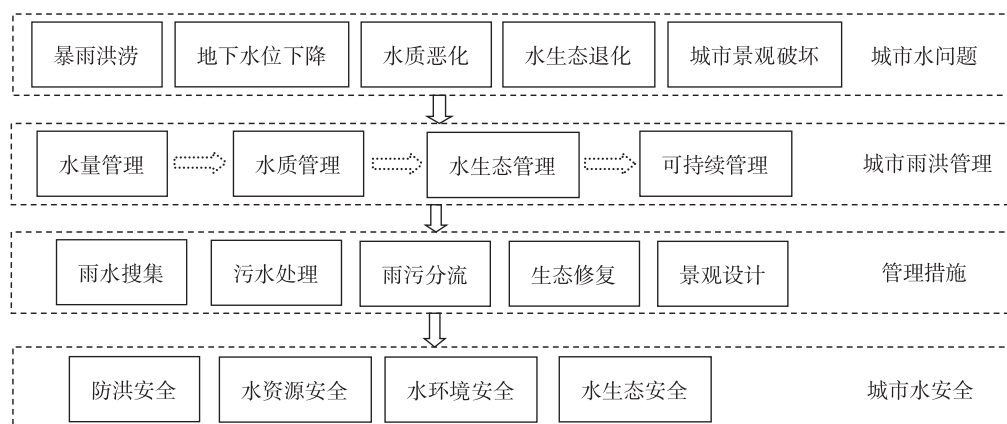 暴雨洪涝 地下水位下降 水质恶化 水生态退化 城市景观破坏 城市水问题
水量管理 水质管理 水生态管理 可持续管理 城市雨洪管理
雨水搜集 污水处理 雨污分流 生态修复 景观设计 管理措施
防洪安全 水资源安全 水环境安全 水生态安全 城市水安全